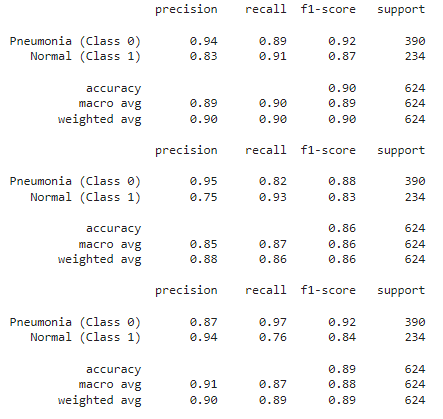 precision recall f1-score support
Pneumonia (Class 0) 0.94 0.89 0.92 390
Normal (Class 1) 0.83 0.91 0.87 234
accuracy 0.90 624
macro avg 0.89 0.90 0.89 624
weighted avg 0.90 0.90 0.90 624
precision recall f1-score support
Pneumonia (Class 0) 0.95 0.82 0.88 390
Normal (Class 1) 0.75 0.93 0.83 234
accuracy 0.86 624
macro avg 0.85 0.87 0.86 624
weighted avg 0.88 0.86 0.86 624
precision recall f1-score support
Pneumonia (Class 0) 0.87 0.97 0.92 390
Normal (Class 1) 0.94 0.76 0.84 234
accuracy 0.89 624
macro avg 0.91 0.87 0.88 624
weighted avg 0.90 0.89 0.89 624